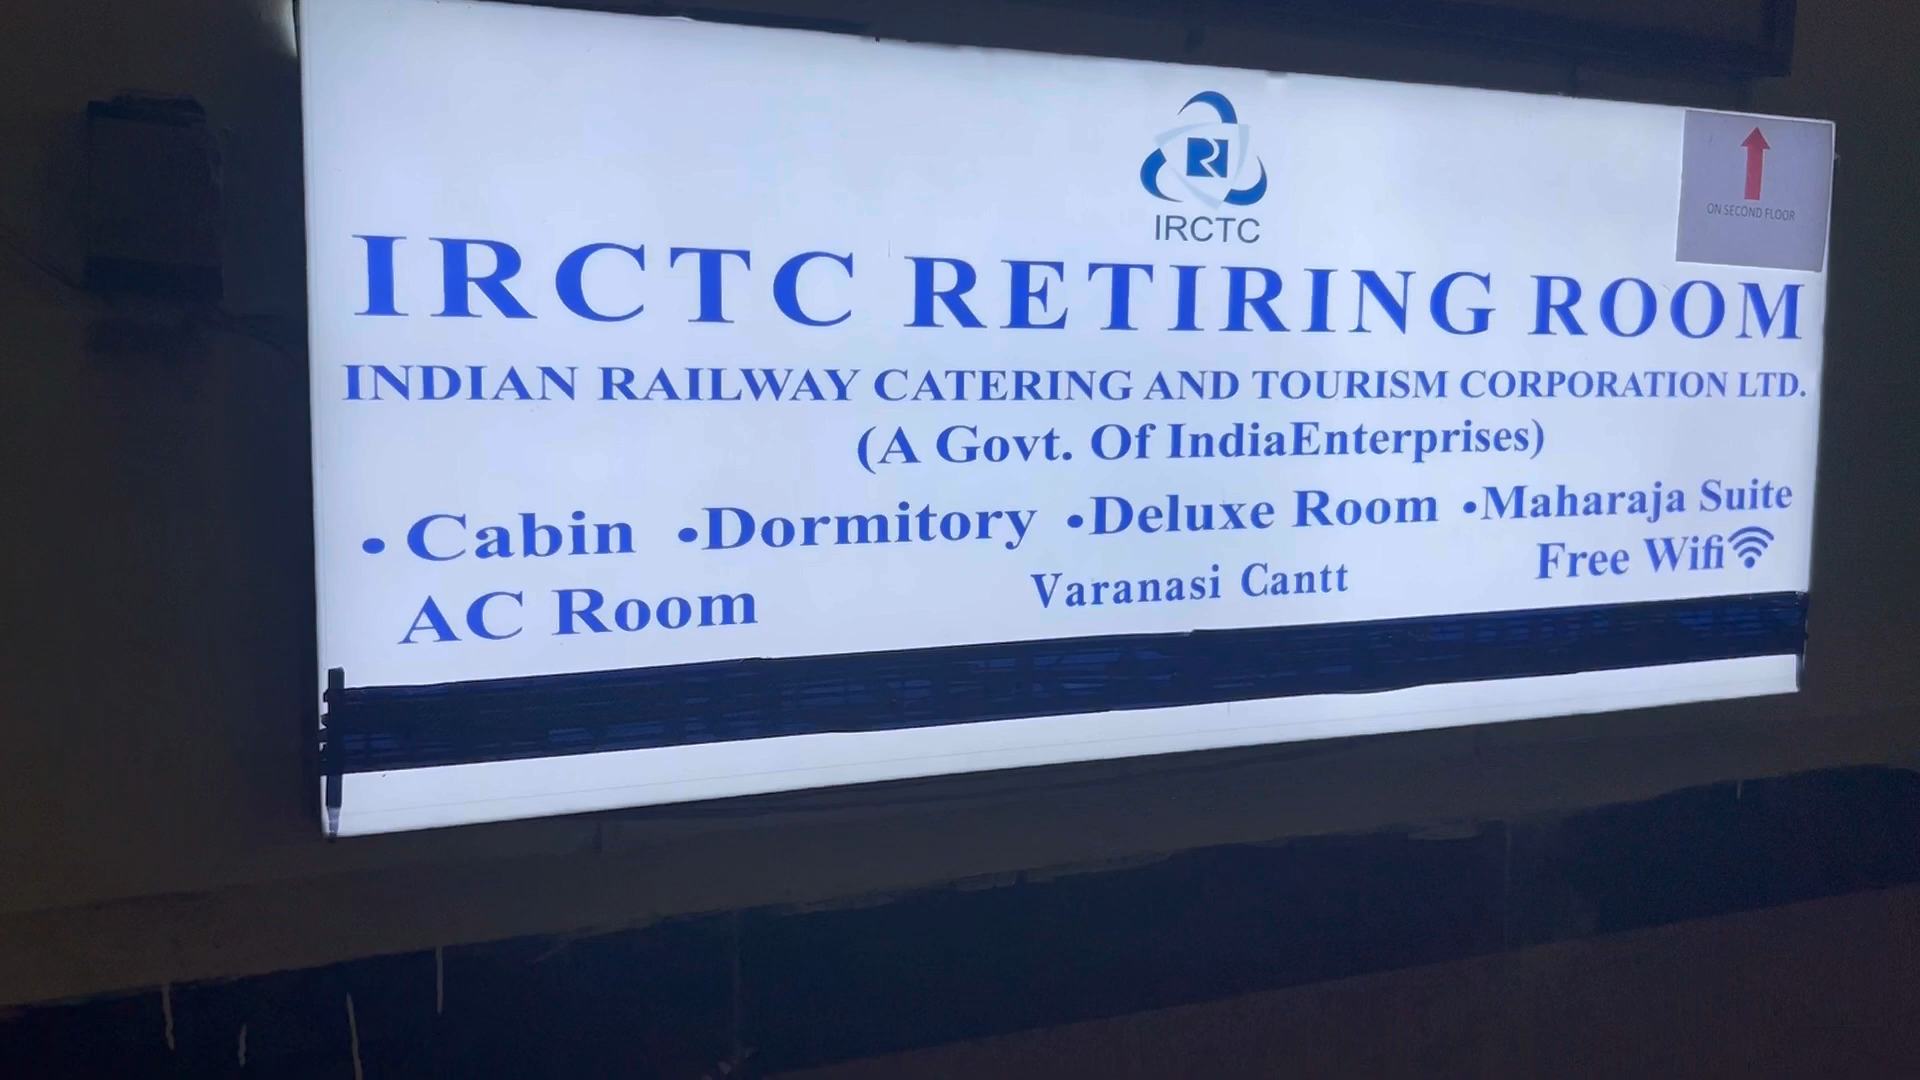 IRCTC
ON SECOND FLOOR
IRCTC RETIRING ROOM
INDIAN RAILWAY CATERING AND TOURISM CORPORATION LTD.
(A Govt. Of IndiaEnterprises)
• Cabin •Dormitory •Deluxe Room •Maharaja Suite
AC Room Varanasi Cantt Free Wifi